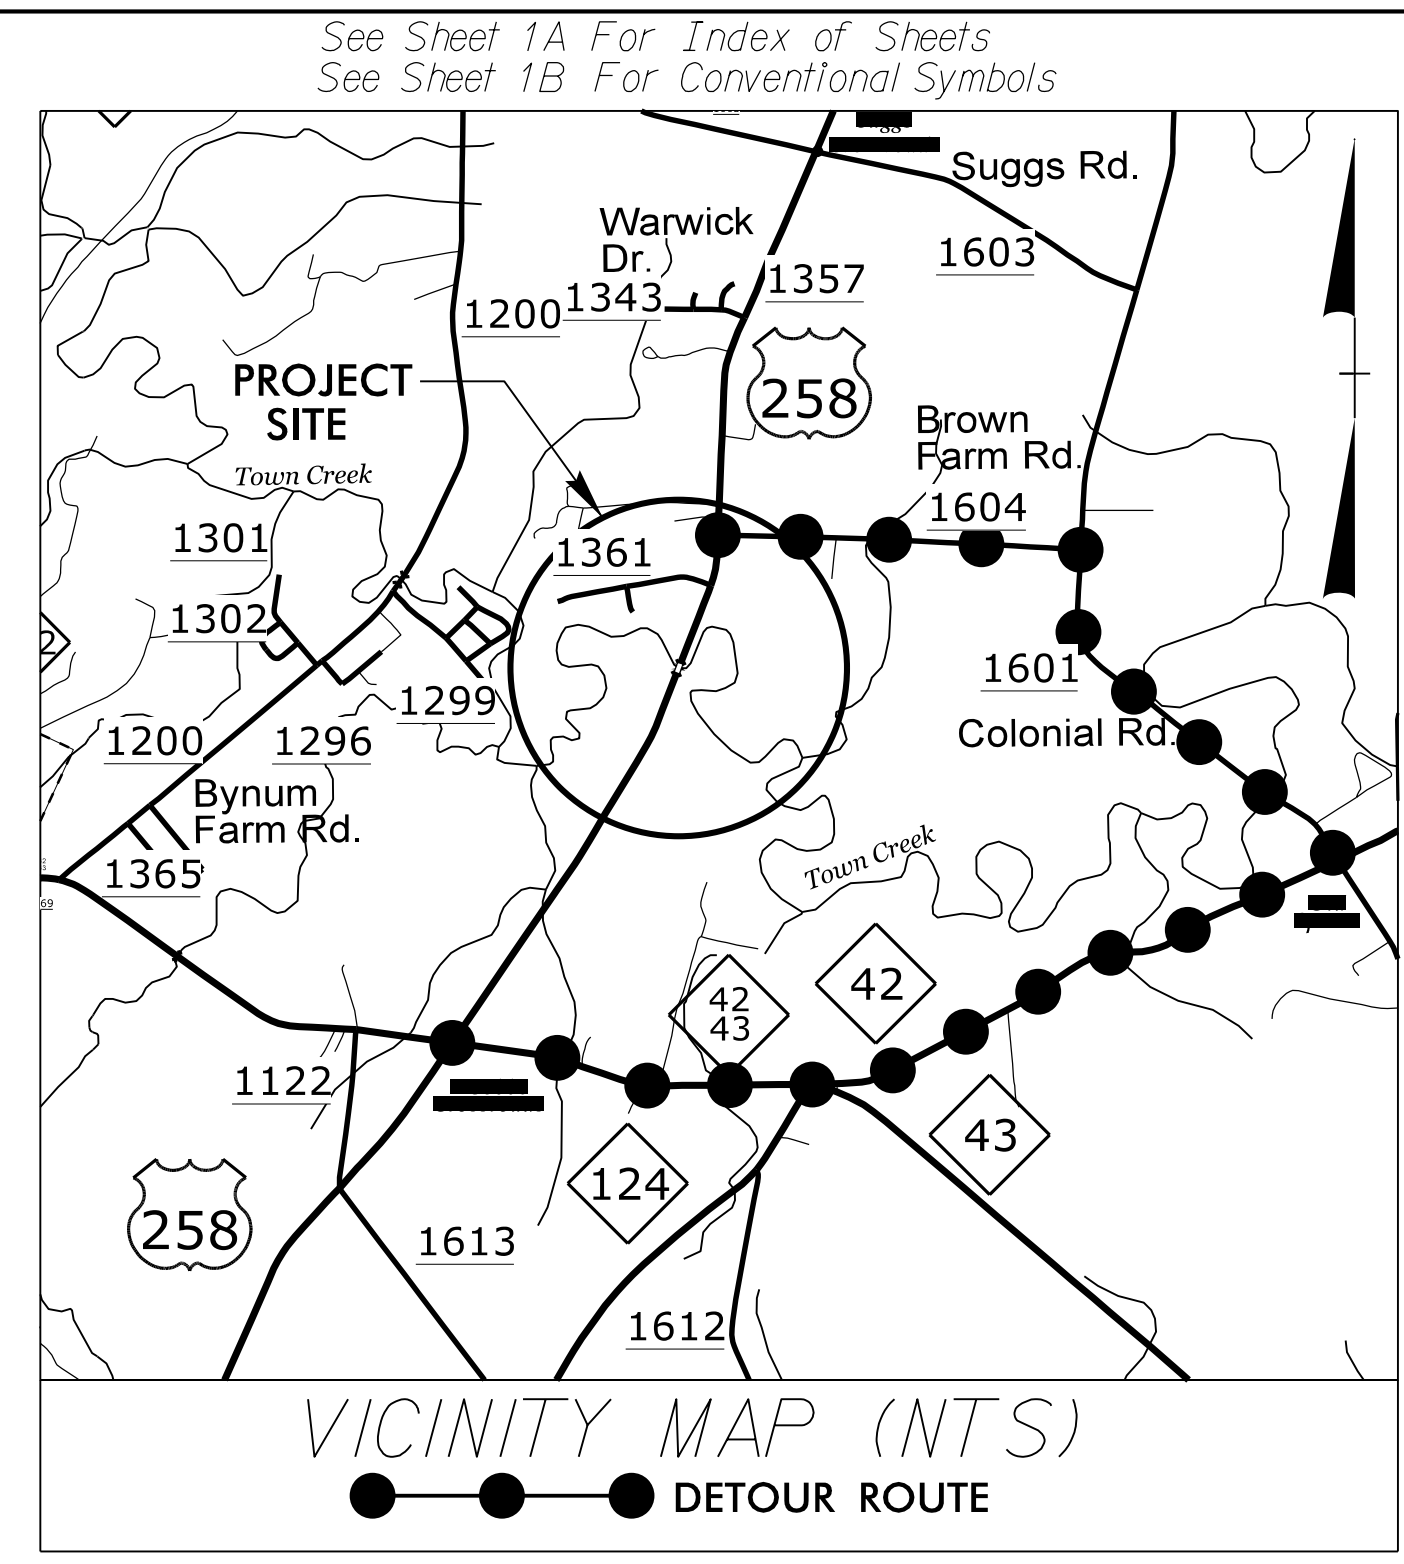 See Sheet 1A For Index of Sheets
See Sheet 1B For Conventional Symbols
Suggs Rd.
Warwick
Dr.
1603
1357
1343
1200
258
PROJECT
SITE
Brown
Farm Rd.
Town Creek
1604
1301
1361
1302
2
1601
1299
Colonial Rd.
1200
1296
Bynum
Farm Rd.
Town Creek
1365
69
42
42
43
1122
43
124
258
1613
1612
VICINITY MAP (NTS)
DETOUR ROUTE